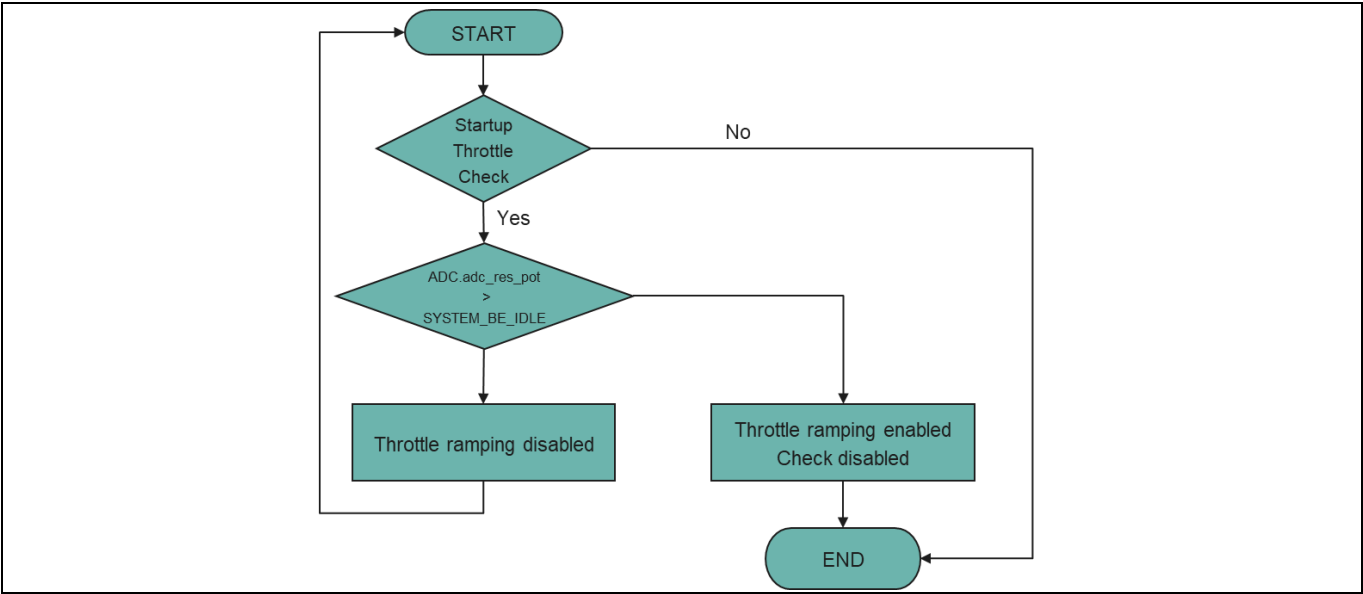 START
Startup
Throttle
Check
No
Yes
ADC.adc_res_pot
>
SYSTEM_BE_IDLE
Throttle ramping disabled
Throttle ramping enabled
Check disabled
END